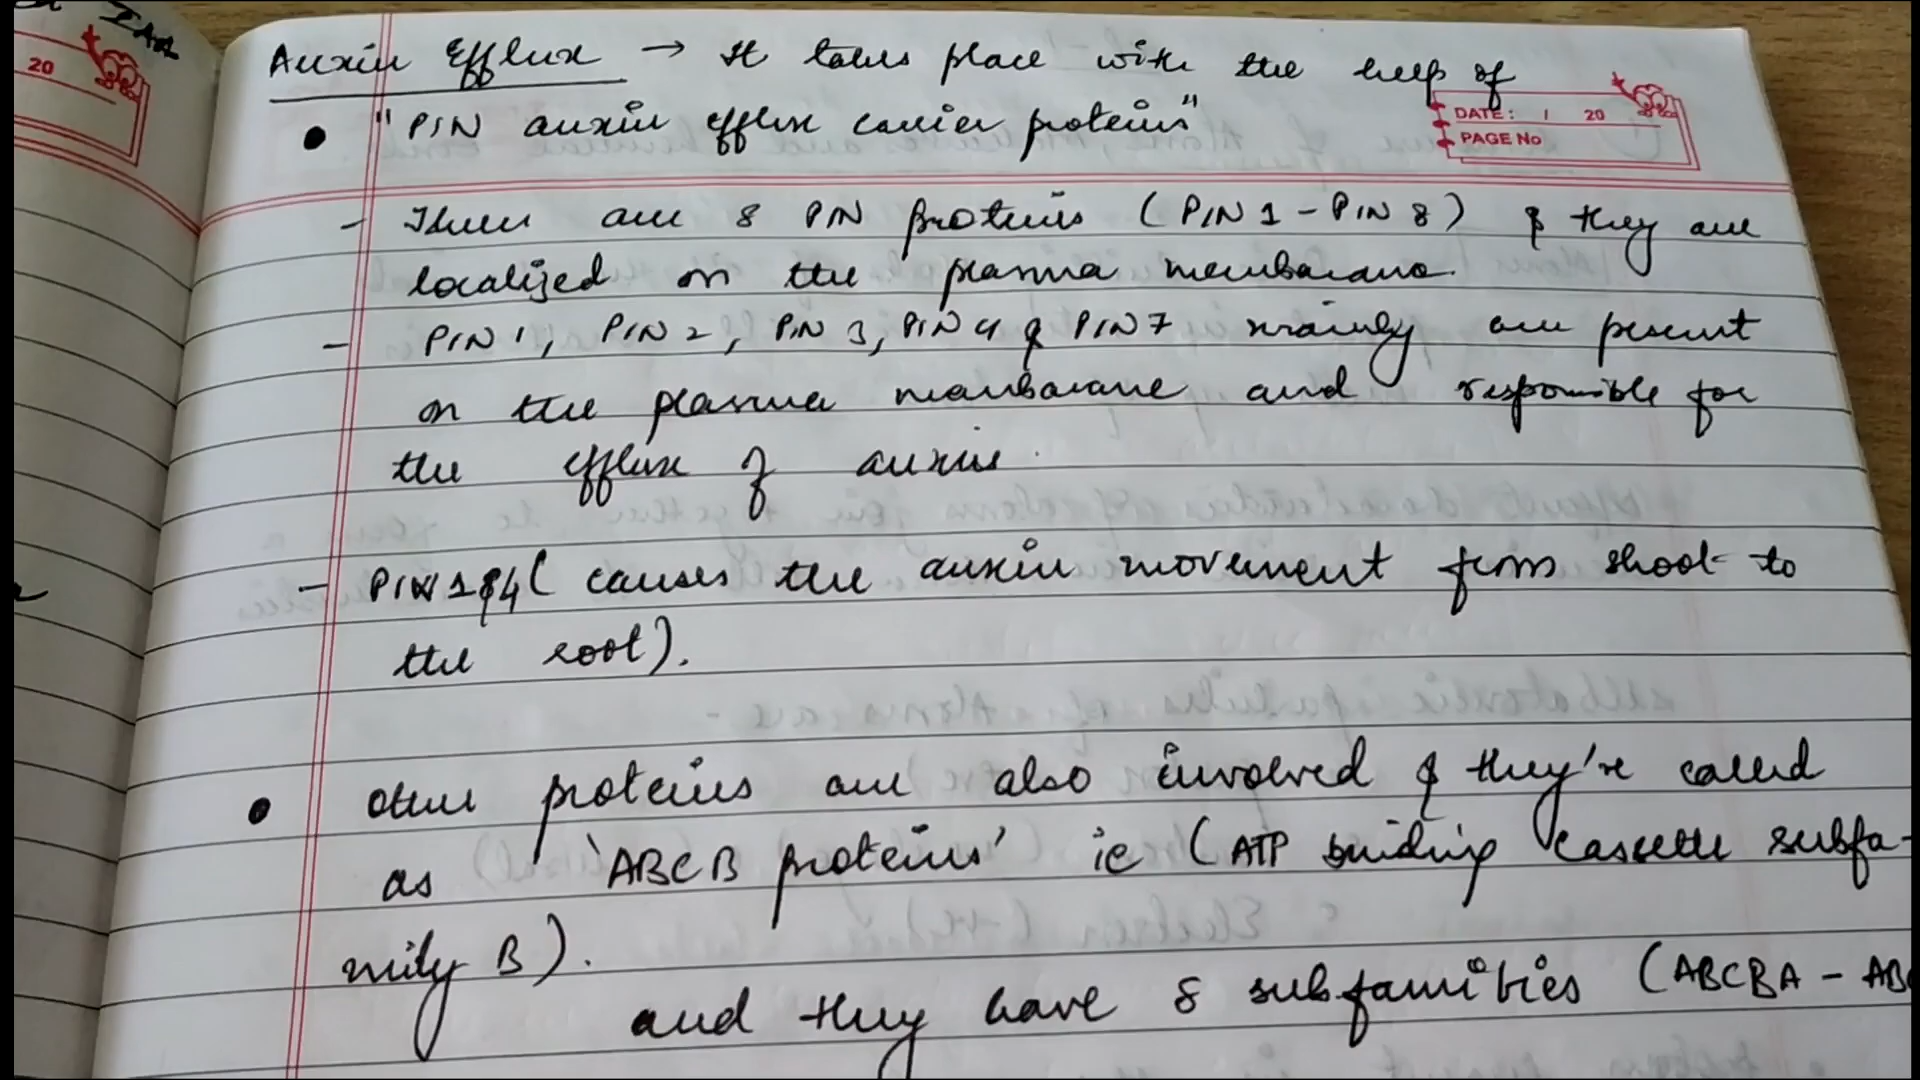 IAA
20
Auxin Efflux → It takes place with the help of
DATE: / 20
PAGE No
• "PIN auxin efflux carrier proteins"
- There are 8 PIN proteins (PIN 1 - PIN 8) & they are
localized on the plasma membrane.
- PIN 1, PIN 2, PIN 3, PIN 4 & PIN 7 mainly are present
on the plasma membrane and responsible for
the efflux of auxin.
- PIN 1 & 4 ( causes the auxin movement from shoot to
the root).
• Other proteins are also involved & they're called
as 'ABCB proteins' ie (ATP binding Cassette subfa-
mily B).
and they have 8 subfamilies (ABCBA - AB